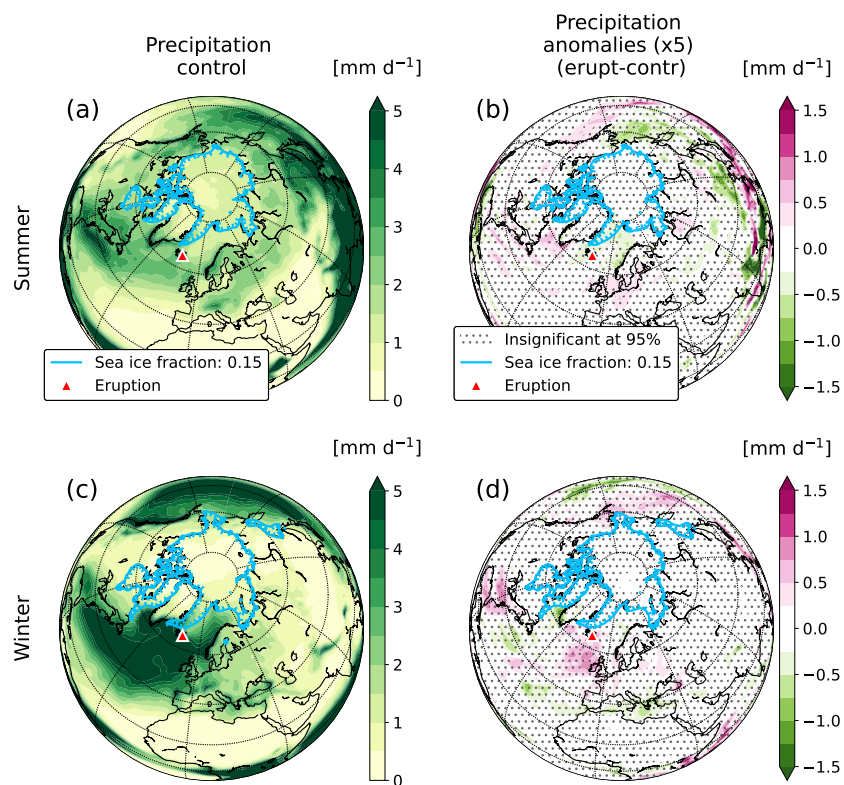 Precipitation
control
Precipitation
anomalies (x5)
(erupt-contr)
Summer
(a)
[mm d⁻¹]
5
4
3
2
1
0
Sea ice fraction: 0.15
Eruption
(b)
[mm d⁻¹]
1.5
1.0
0.5
0.0
−0.5
−1.0
−1.5
Insignificant at 95%
Sea ice fraction: 0.15
Eruption
Winter
(c)
[mm d⁻¹]
5
4
3
2
1
0
(d)
[mm d⁻¹]
1.5
1.0
0.5
0.0
−0.5
−1.0
−1.5